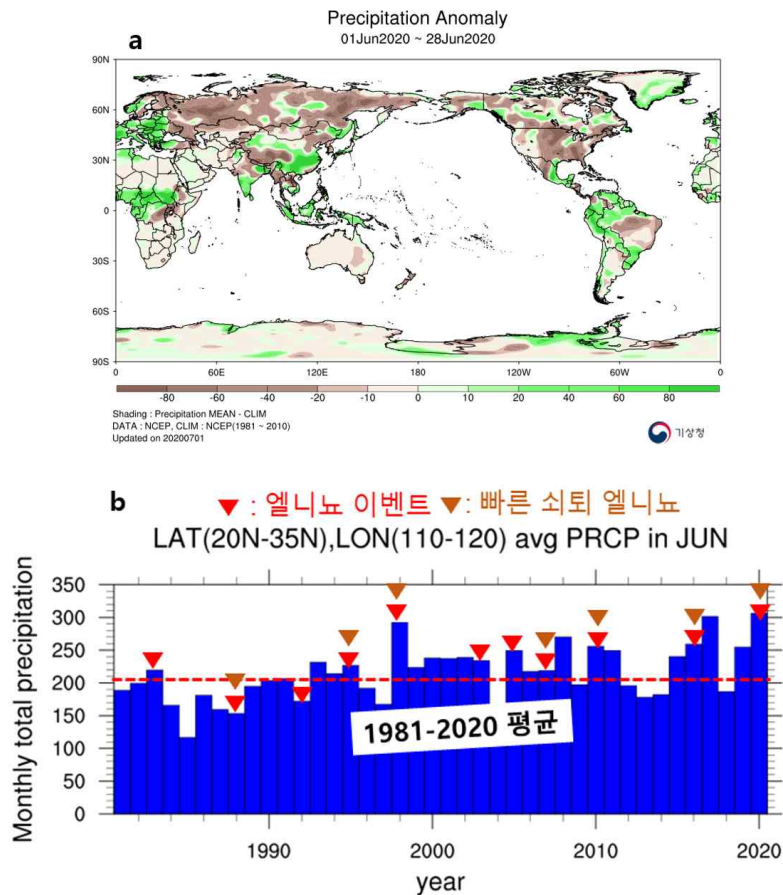 a
Precipitation Anomaly
01Jun2020 ~ 28Jun2020
90N
60N
30N
0
30S
60S
90S
0 60E 120E 180 120W 60W 0
-80 -40 -20 -10 0 10 20 40 60 80
Shading : Precipitation MEAN - CLIM
DATA : NCEP, CLIM : NCEP(1981 ~ 2010)
Updated on 20200701
기상청
b
: 엘니뇨 이벤트 : 빠른 쇠퇴 엘니뇨
LAT(20N-35N),LON(110-120) avg PRCP in JUN
Monthly total precipitation
350
300
250
200
150
100
50
0
1981-2020 평균
1990 2000 2010 2020
year